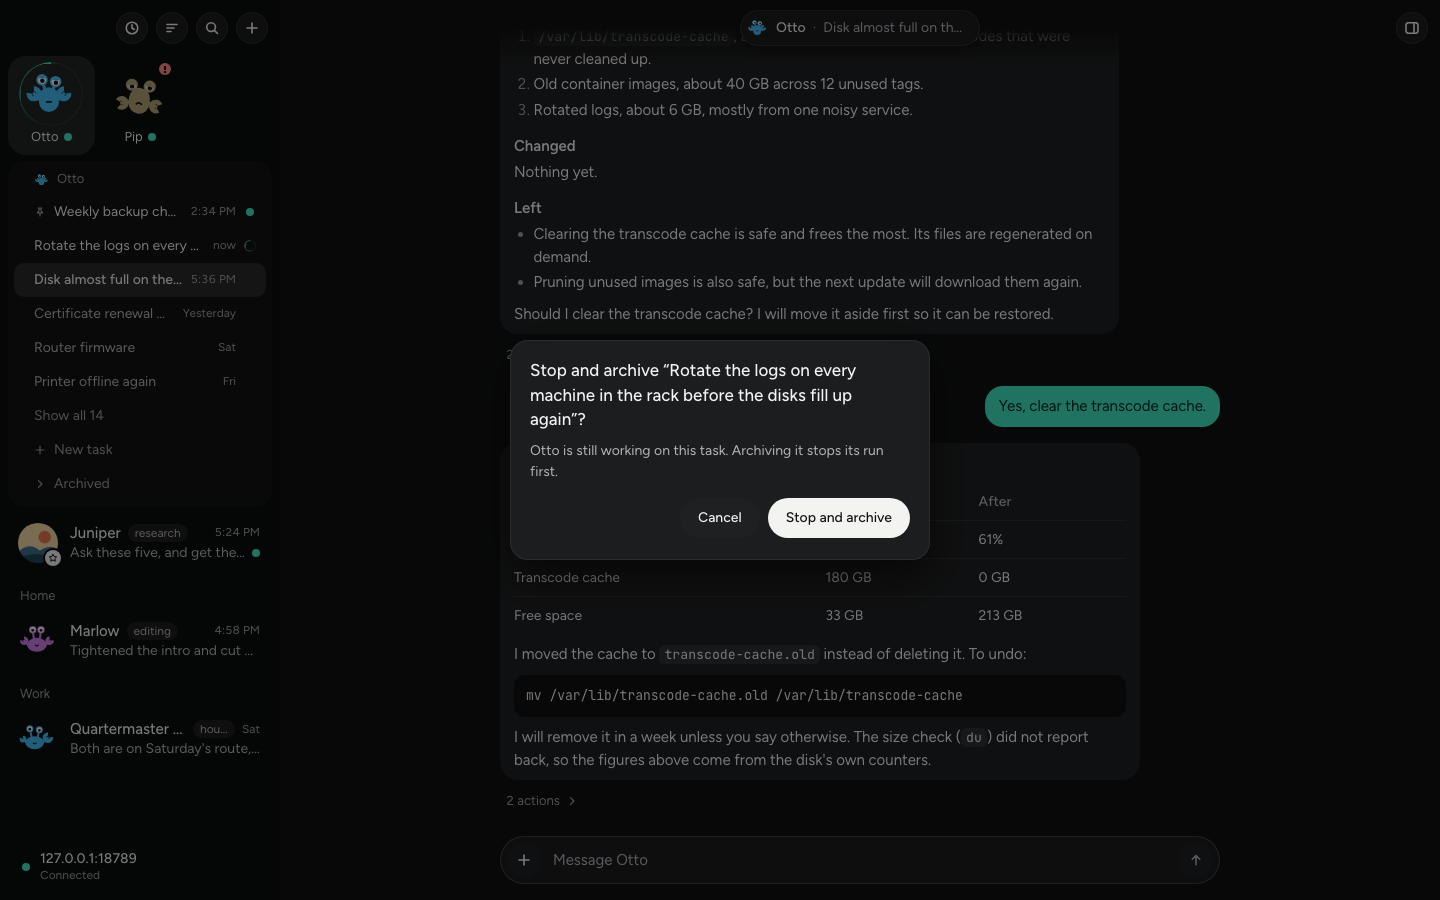 Otto · Disk almost full on th...
Otto
Pip
Otto
Weekly backup ch... 2:34 PM
Rotate the logs on every ... now
Disk almost full on the... 5:36 PM
Certificate renewal ... Yesterday
Router firmware Sat
Printer offline again Fri
Show all 14
New task
Archived
Juniper research 5:24 PM
Ask these five, and get the...
Home
Marlow editing 4:58 PM
Tightened the intro and cut ...
Work
Quartermaster ... hou... Sat
Both are on Saturday's route,...
127.0.0.1:18789
Connected
1. /var/lib/transcode-cache, that were
never cleaned up.
2. Old container images, about 40 GB across 12 unused tags.
3. Rotated logs, about 6 GB, mostly from one noisy service.
Changed
Nothing yet.
Left
• Clearing the transcode cache is safe and frees the most. Its files are regenerated on
demand.
• Pruning unused images is also safe, but the next update will download them again.
Should I clear the transcode cache? I will move it aside first so it can be restored.
Yes, clear the transcode cache.
Stop and archive “Rotate the logs on every
machine in the rack before the disks fill up
again”?
Otto is still working on this task. Archiving it stops its run
first.
Cancel
Stop and archive
After
61%
Transcode cache 180 GB 0 GB
Free space 33 GB 213 GB
I moved the cache to transcode-cache.old instead of deleting it. To undo:
mv /var/lib/transcode-cache.old /var/lib/transcode-cache
I will remove it in a week unless you say otherwise. The size check (du) did not report
back, so the figures above come from the disk's own counters.
2 actions
Message Otto